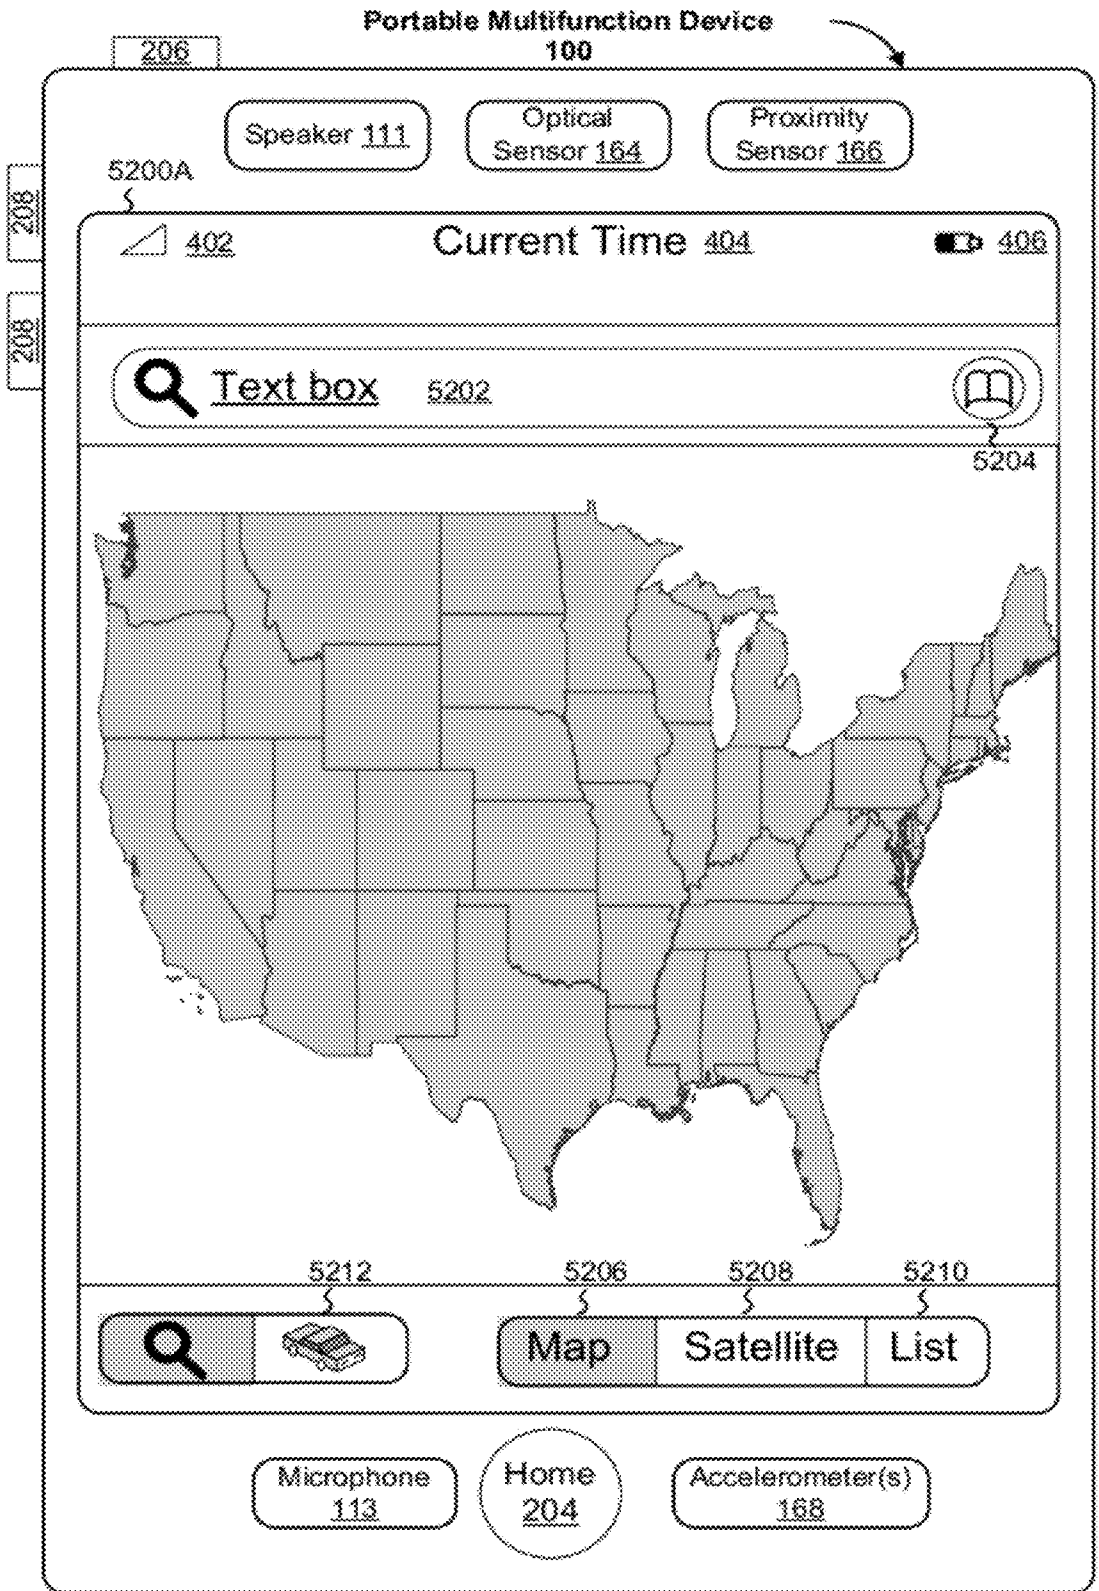 Portable Multifunction Device
100
206
Speaker 111
Optical
Sensor 164
Proximity
Sensor 166
5200A
208
208
402
Current Time 404
406
Text box 5202
5204
5212
5206
5208
5210
Map
Satellite
List
Microphone
113
Home
204
Accelerometer(s)
168